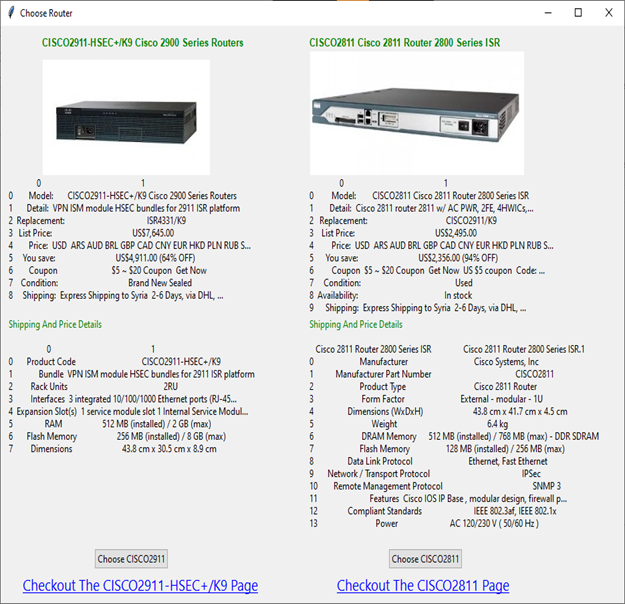 Choose Router
CISCO2911-HSEC+/K9 Cisco 2900 Series Routers
0 1
0 Model: CISCO2911-HSEC+/K9 Cisco 2900 Series Routers
1 Detail: VPN ISM module HSEC bundles for 2911 ISR platform
2 Replacement: ISR4331/K9
3 List Price: US$7,645.00
4 Price: USD ARS AUD BRL GBP CAD CNY EUR HKD PLN RUB S...
5 You save: US$4,911.00 (64% OFF)
6 Coupon $5 ~ $20 Coupon Get Now
7 Condition: Brand New Sealed
8 Shipping: Express Shipping to Syria 2-6 Days, via DHL, ...
Shipping And Price Details
0 1
0 Product Code CISCO2911-HSEC+/K9
1 Bundle VPN ISM module HSEC bundles for 2911 ISR platform
2 Rack Units 2RU
3 Interfaces 3 integrated 10/100/1000 Ethernet ports (RJ-45...
4 Expansion Slot(s) 1 service module slot 1 Internal Service Modul...
5 RAM 512 MB (installed) / 2 GB (max)
6 Flash Memory 256 MB (installed) / 8 GB (max)
7 Dimensions 43.8 cm x 30.5 cm x 8.9 cm
Choose CISCO2911
Checkout The CISCO2911-HSEC+/K9 Page
CISCO2811 Cisco 2811 Router 2800 Series ISR
0 1
0 Model: CISCO2811 Cisco 2811 Router 2800 Series ISR
1 Detail: Cisco 2811 router 2811 w/ AC PWR, 2FE, 4HWICs,...
2 Replacement: CISCO2911/K9
3 List Price: US$2,495.00
4 Price: USD ARS AUD BRL GBP CAD CNY EUR HKD PLN RUB S...
5 You save: US$2,356.00 (94% OFF)
6 Coupon $5 ~ $20 Coupon Get Now US $5 coupon Code: ...
7 Condition: Used
8 Availability: In stock
9 Shipping: Express Shipping to Syria 2-6 Days, via DHL, ...
Shipping And Price Details
Cisco 2811 Router 2800 Series ISR Cisco 2811 Router 2800 Series ISR.1
0 Manufacturer Cisco Systems, Inc
1 Manufacturer Part Number CISCO2811
2 Product Type Cisco 2811 Router
3 Form Factor External - modular - 1U
4 Dimensions (WxDxH) 43.8 cm x 41.7 cm x 4.5 cm
5 Weight 6.4 kg
6 DRAM Memory 512 MB (installed) / 768 MB (max) - DDR SDRAM
7 Flash Memory 128 MB (installed) / 256 MB (max)
8 Data Link Protocol Ethernet, Fast Ethernet
9 Network / Transport Protocol IPSec
10 Remote Management Protocol SNMP 3
11 Features Cisco IOS IP Base , modular design, firewall p...
12 Compliant Standards IEEE 802.3af, IEEE 802.1x
13 Power AC 120/230 V ( 50/60 Hz )
Choose CISCO2811
Checkout The CISCO2811 Page